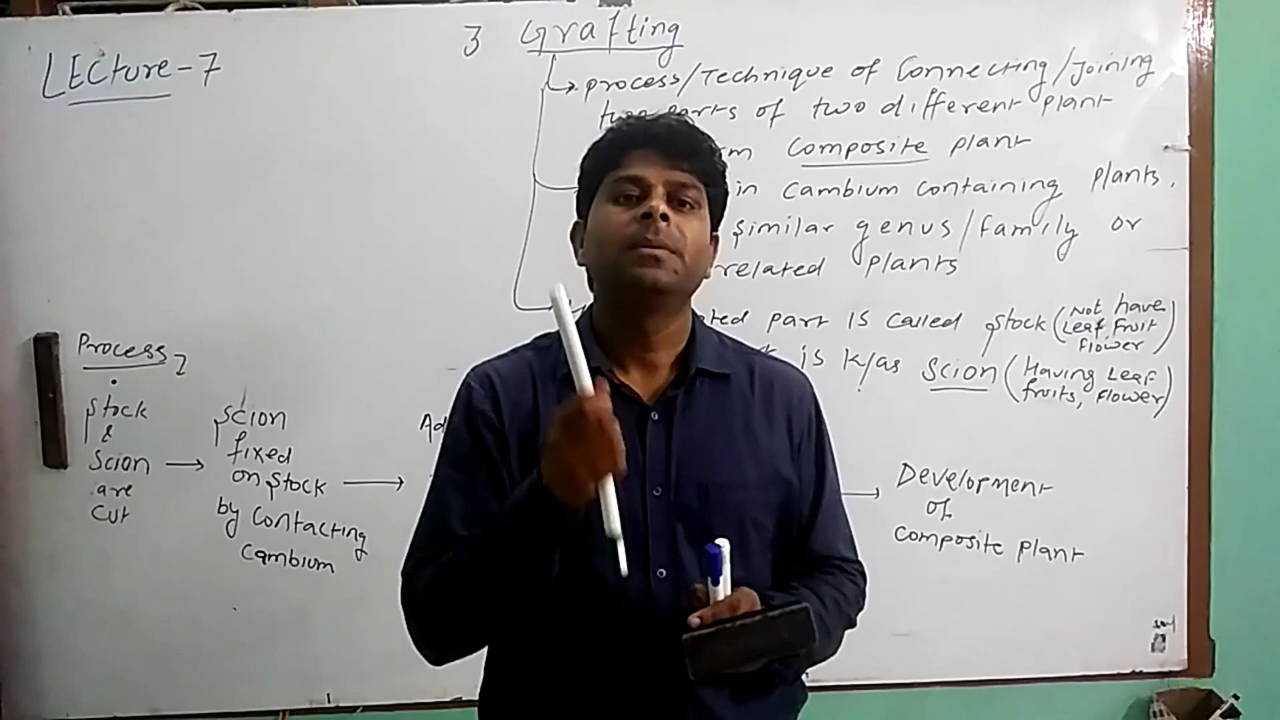 LECture-7
3 Grafting
process/Technique of Connecting/Joining
two parts of two different plant
composite plant
in cambium containing plants.
similar genus/family or
related plants
part is called stock (Not have
Leaf, Fruit
Flower)
is k/as Scion (Having Leaf
fruits, flower)
Process
Stock
&
Scion
are
cut
→
Scion
fixed
on stock
by contacting
cambium
→
→
Development
of
composite plant